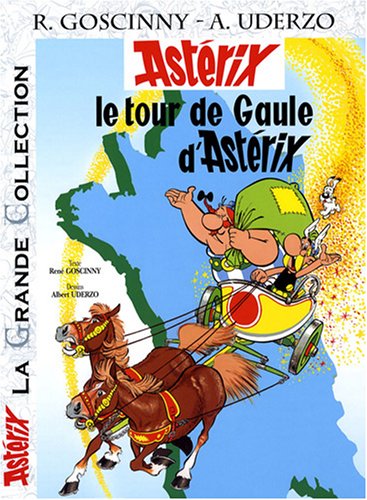 R. GOSCINNY - A. UDERZO
Astérix
le tour de Gaule
d'Astérix
Texte
René GOSCINNY
Dessin
Albert UDERZO
Astérix LA GRANDE COLLECTION